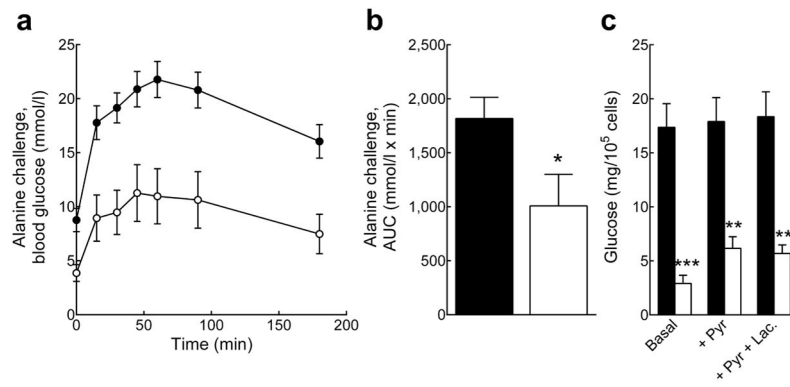 a
Alanine challenge,
blood glucose (mmol/l)
25
20
15
10
5
0
0
50
100
150
200
Time (min)
b
Alanine challenge,
AUC (mmol/l x min)
2,500
2,000
1,500
1,000
500
0
*
c
Glucose (mg/10⁵ cells)
25
20
15
10
5
0
***
**
**
Basal
+ Pyr
+ Pyr + Lac.